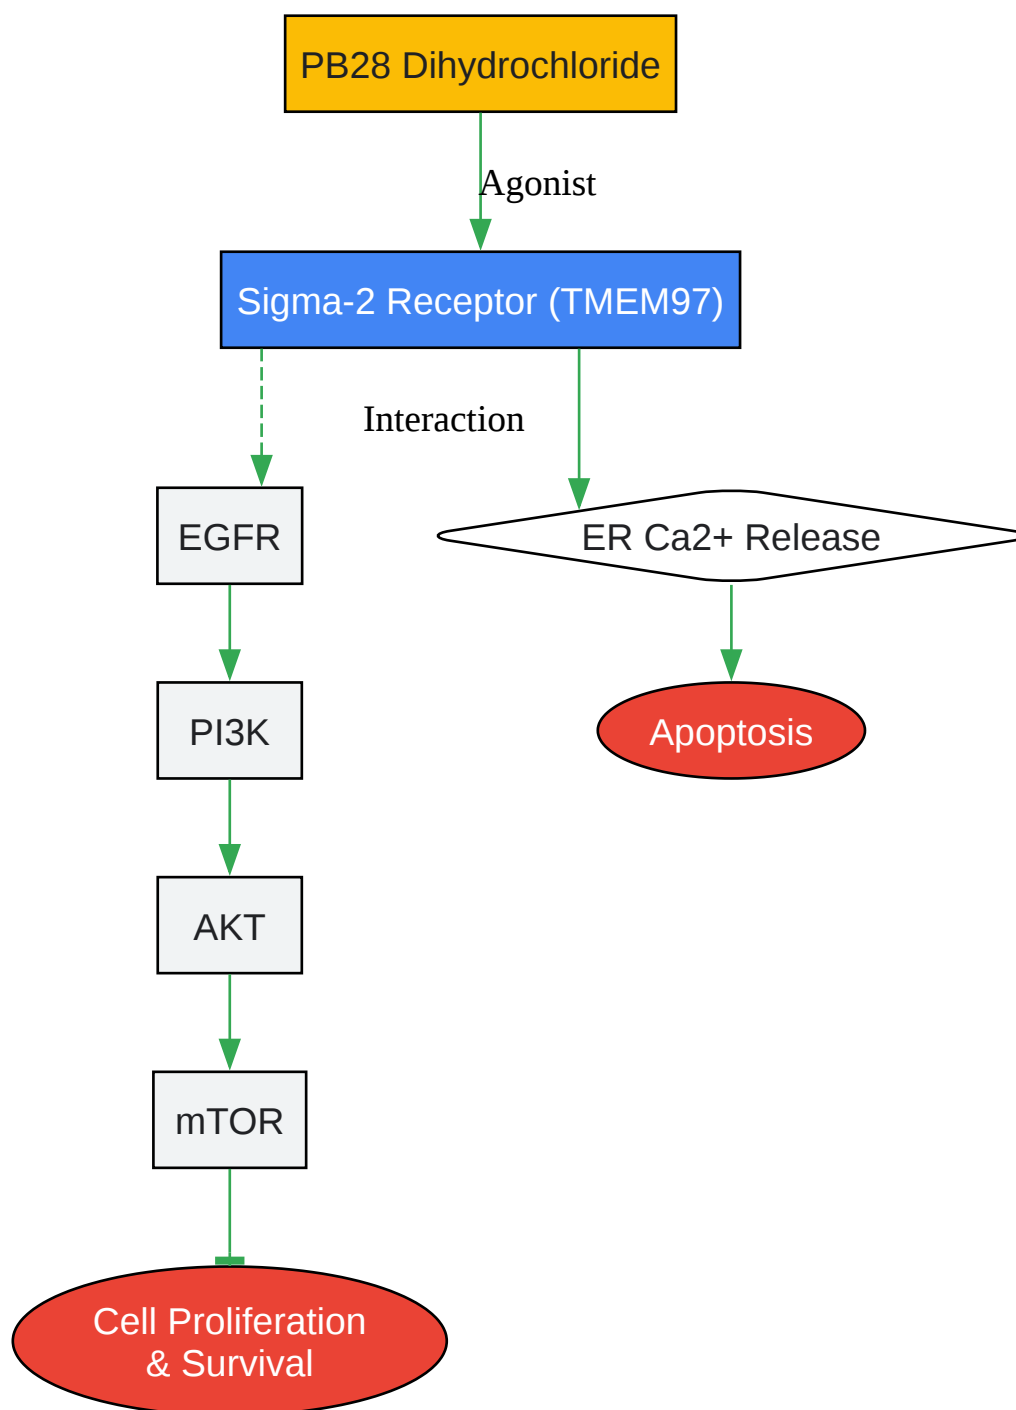 PB28 Dihydrochloride
Agonist
Sigma-2 Receptor (TMEM97)
Interaction
EGFR
ER Ca2+ Release
PI3K
Apoptosis
AKT
mTOR
Cell Proliferation
& Survival